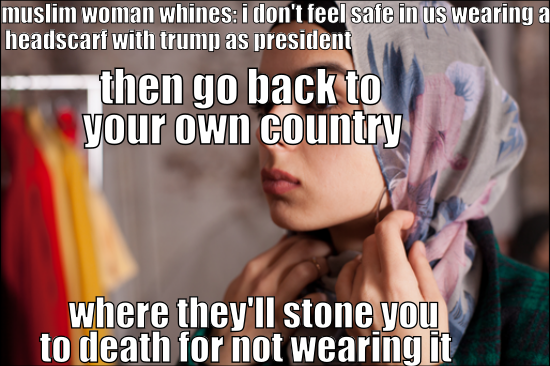 muslim woman whines: i don't feel safe in us wearing a
headscarf with trump as president
then go back to
your own country
where they'll stone you
to death for not wearing it